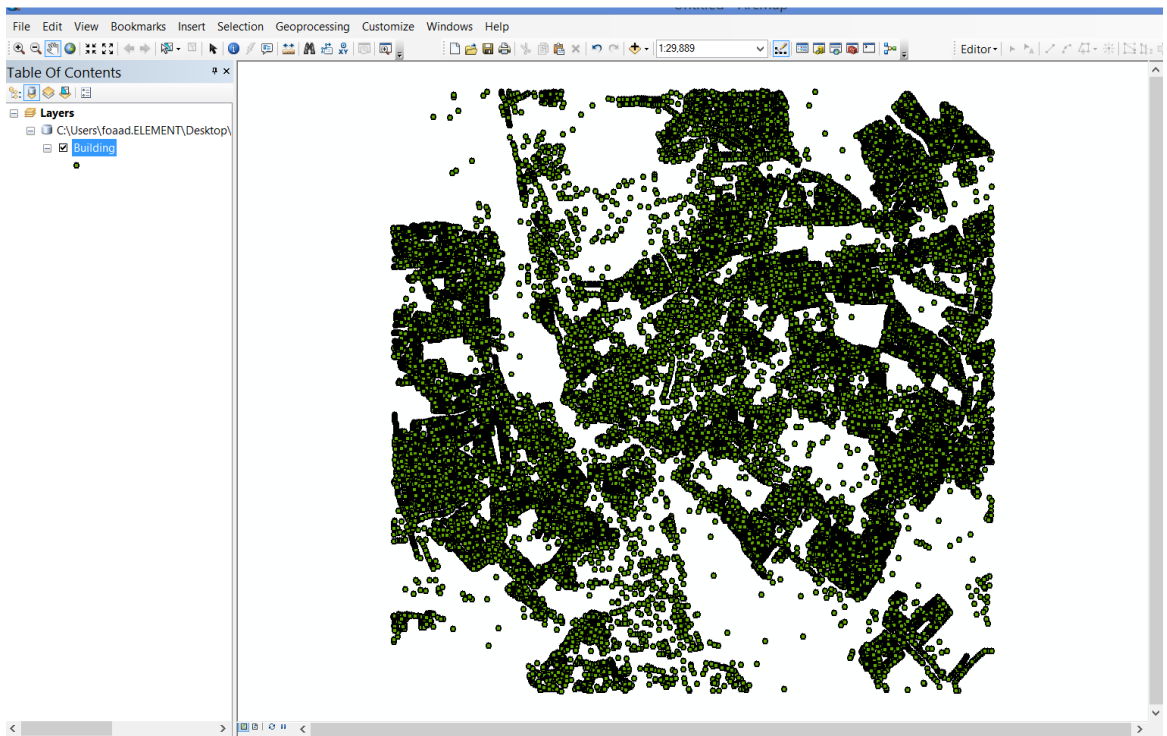 File Edit View Bookmarks Insert Selection Geoprocessing Customize Windows Help
1:29,889 Editor
Table Of Contents
Layers
C:\Users\foaad.ELEMENT\Desktop\
Building